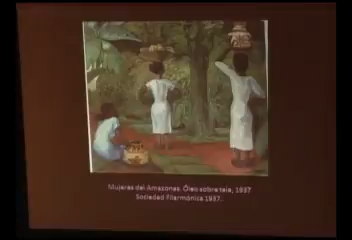 Mujeres del Amazonas. Óleo sobre tela, 1937
Sociedad Filarmónica 1937.